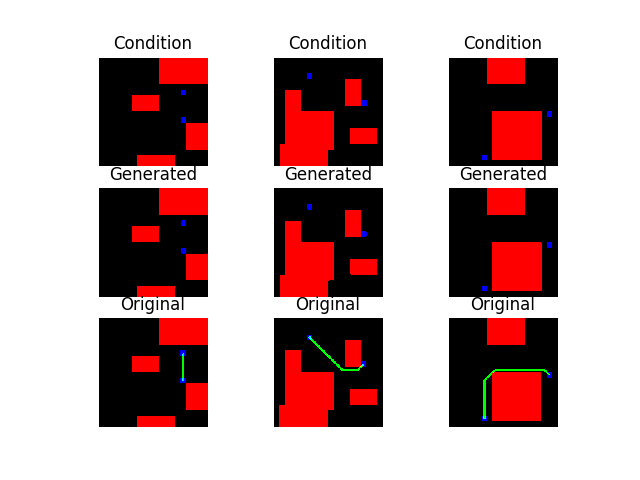 Condition Condition Condition
Generated Generated Generated
Original Original Original